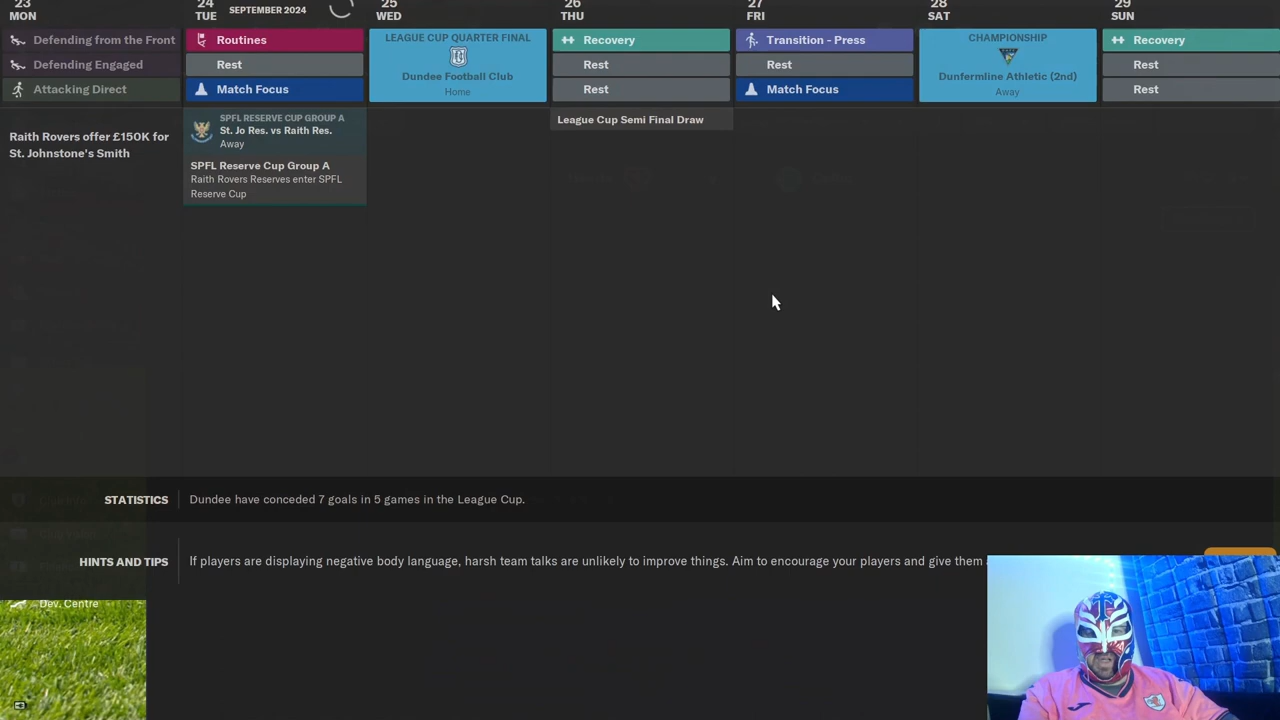 23
MON
24
TUE
SEPTEMBER 2024
25
WED
26
THU
27
FRI
28
SAT
29
SUN
Defending from the Front
Routines
LEAGUE CUP QUARTER FINAL
Recovery
Transition - Press
CHAMPIONSHIP
Recovery
Defending Engaged
Rest
Dundee Football Club
Rest
Rest
Dunfermline Athletic (2nd)
Rest
Attacking Direct
Match Focus
Home
Rest
Match Focus
Away
Rest
Raith Rovers offer £150K for
St. Johnstone's Smith
SPFL RESERVE CUP GROUP A
St. Jo Res. vs Raith Res.
Away
SPFL Reserve Cup Group A
Raith Rovers Reserves enter SPFL
Reserve Cup
League Cup Semi Final Draw
STATISTICS
Dundee have conceded 7 goals in 5 games in the League Cup.
HINTS AND TIPS
If players are displaying negative body language, harsh team talks are unlikely to improve things. Aim to encourage your players and give them
Dev. Centre